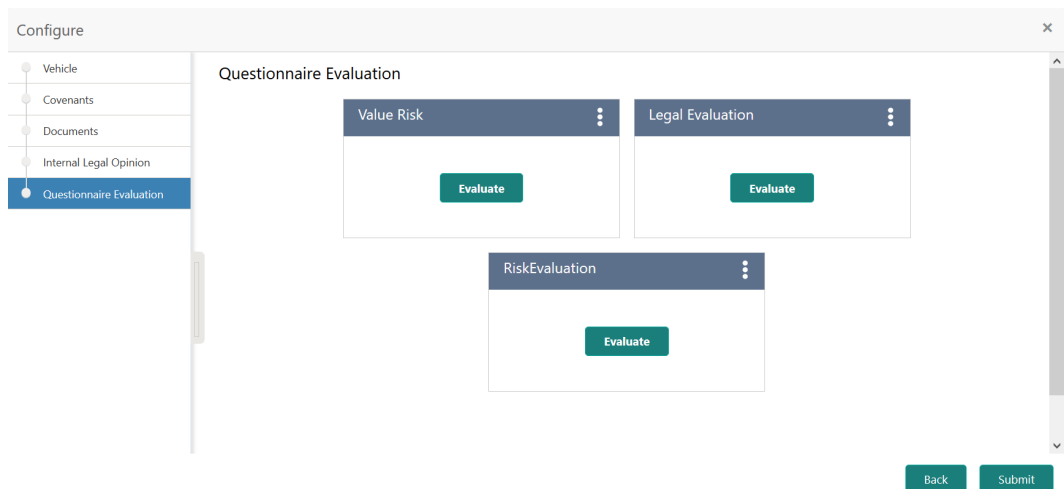 Configure
×
Vehicle
Covenants
Documents
Internal Legal Opinion
Questionnaire Evaluation
Questionnaire Evaluation
Value Risk
Legal Evaluation
Evaluate
Evaluate
RiskEvaluation
Evaluate
Back
Submit